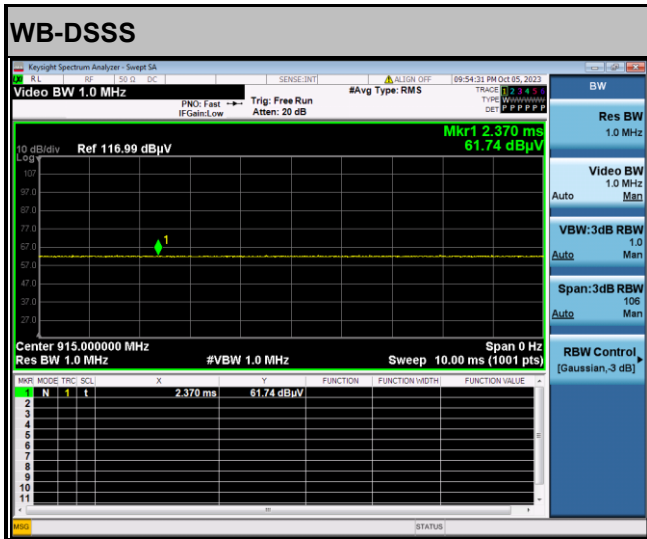 WB-DSSS
Keysight Spectrum Analyzer - Swept SA
RL RF 50 Ω DC SENSE:INT ALIGN OFF 09:54:31 PM Oct 05, 2023
Video BW 1.0 MHz
PNO: Fast
IFGain:Low
Trig: Free Run
Atten: 20 dB
#Avg Type: RMS
TRACE 1 2 3 4 5 6
TYPE WWWWWW
DET P P P P P P
Mkr1 2.370 ms
61.74 dBµV
10 dB/div Ref 116.99 dBµV
Log
107
97.0
87.0
77.0
67.0
57.0
47.0
37.0
27.0
1
Center 915.000000 MHz Span 0 Hz
Res BW 1.0 MHz #VBW 1.0 MHz Sweep 10.00 ms (1001 pts)
MKR MODE TRC SCL X Y FUNCTION FUNCTION WIDTH FUNCTION VALUE
1 N 1 t 2.370 ms 61.74 dBµV
2
3
4
5
6
7
8
9
10
11
MSG STATUS
BW
Res BW
1.0 MHz
Video BW
1.0 MHz
Auto Man
VBW:3dB RBW
1.0
Auto Man
Span:3dB RBW
106
Auto Man
RBW Control
[Gaussian,-3 dB]